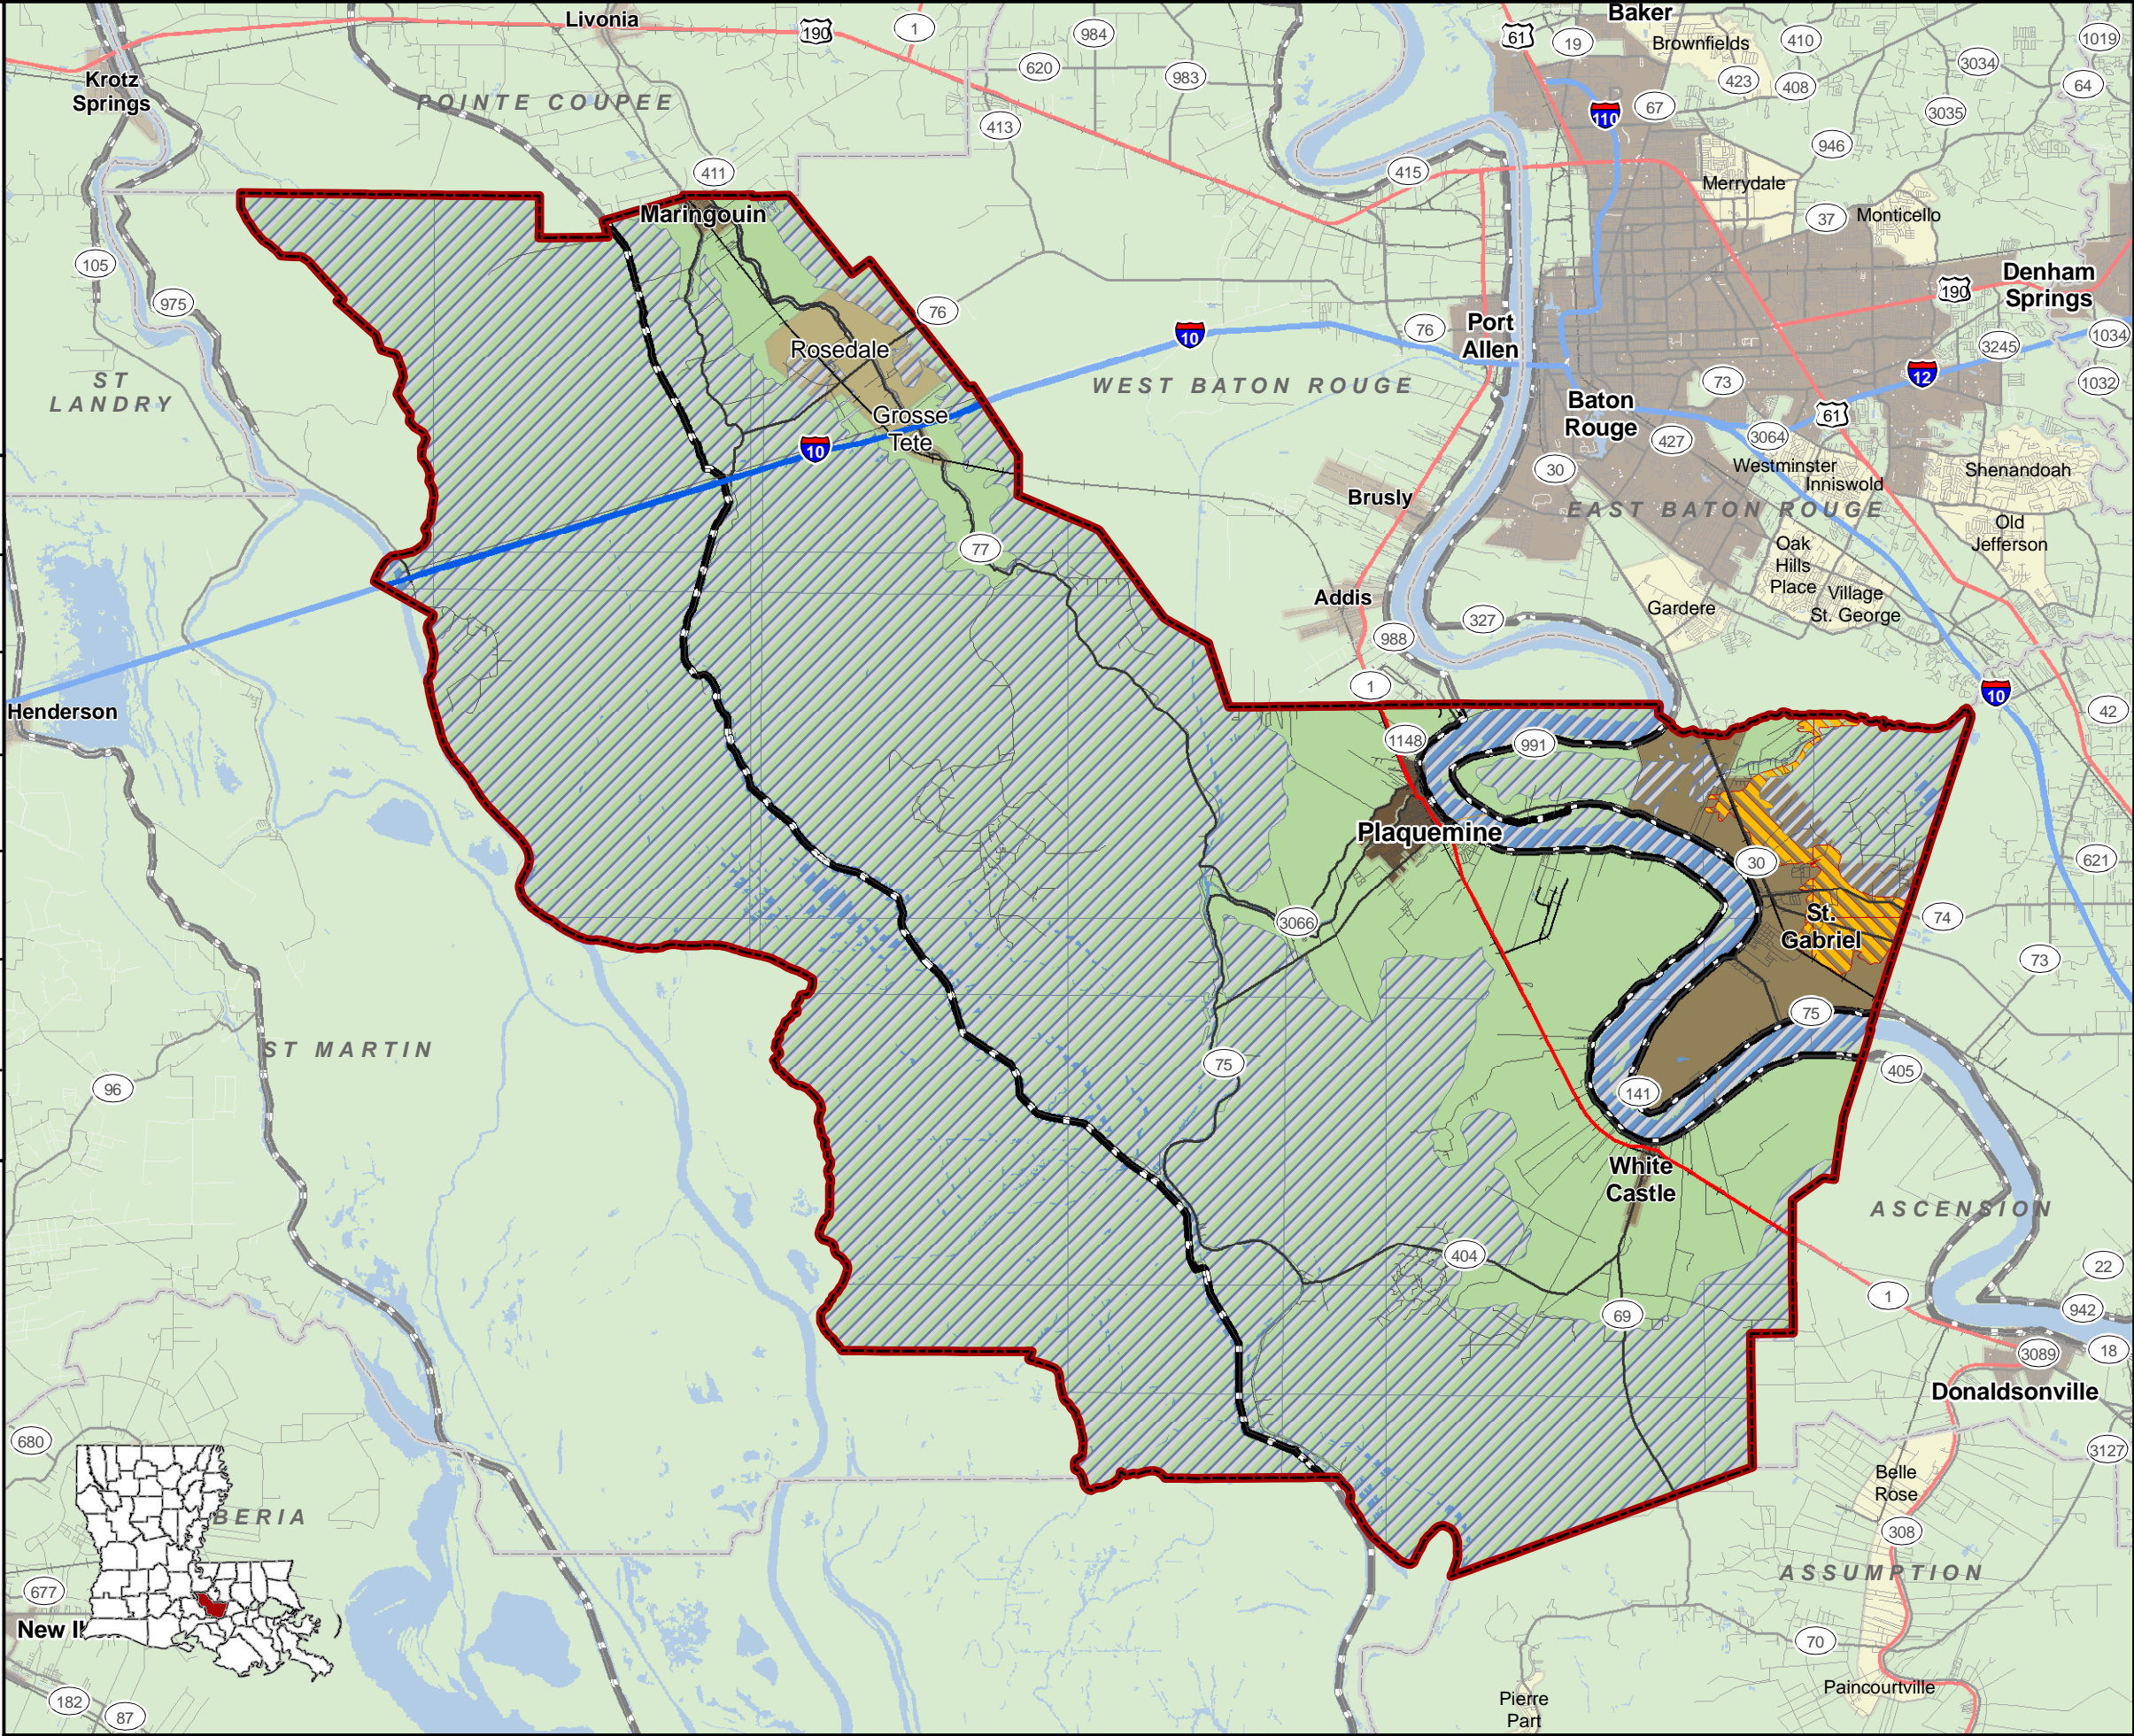 Livonia
190
1
984
61
19
Baker
Brownfields
410
1019
Krotz
Springs
620
983
423
408
3034
64
POINTE COUPEE
413
110
67
3035
946
411
415
Merrydale
Maringouin
37
Monticello
105
975
76
Denham
Springs
190
10
76
Port
Allen
3245
1034
Rosedale
ST
LANDRY
WEST BATON ROUGE
73
12
1032
Grosse
Tete
Baton
Rouge
61
10
427
3064
30
Westminster
Inniswold
Shenandoah
Brusly
EAST BATON ROUGE
Old
Jefferson
77
Oak
Hills
Place
Village
St. George
Addis
Gardere
988
327
1
10
Henderson
42
1148
991
Plaquemine
30
621
3066
St.
Gabriel
74
73
75
ST MARTIN
75
96
141
405
White
Castle
ASCENSION
404
22
1
942
69
3089
18
Donaldsonville
680
3127
Belle
Rose
BERIA
308
ASSUMPTION
677
New I
70
Paincourtville
182
87
Pierre
Part